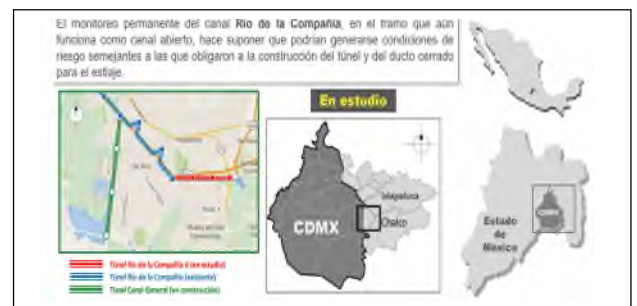 El monitoreo permanente del canal Río de la Compañía, en el tramo que aún
funciona como canal abierto, hace suponer que podrían generarse condiciones de
riesgo semejantes a las que obligaron a la construcción del túnel y del ducto cerrado
para el estiaje.
En estudio
Ixtapaluca
Chalco
CDMX
Estado
de
México
CDMX
Túnel Río de la Compañía II (en estudio)
Túnel Río de la Compañía (existente)
Túnel Canal General (en construcción)